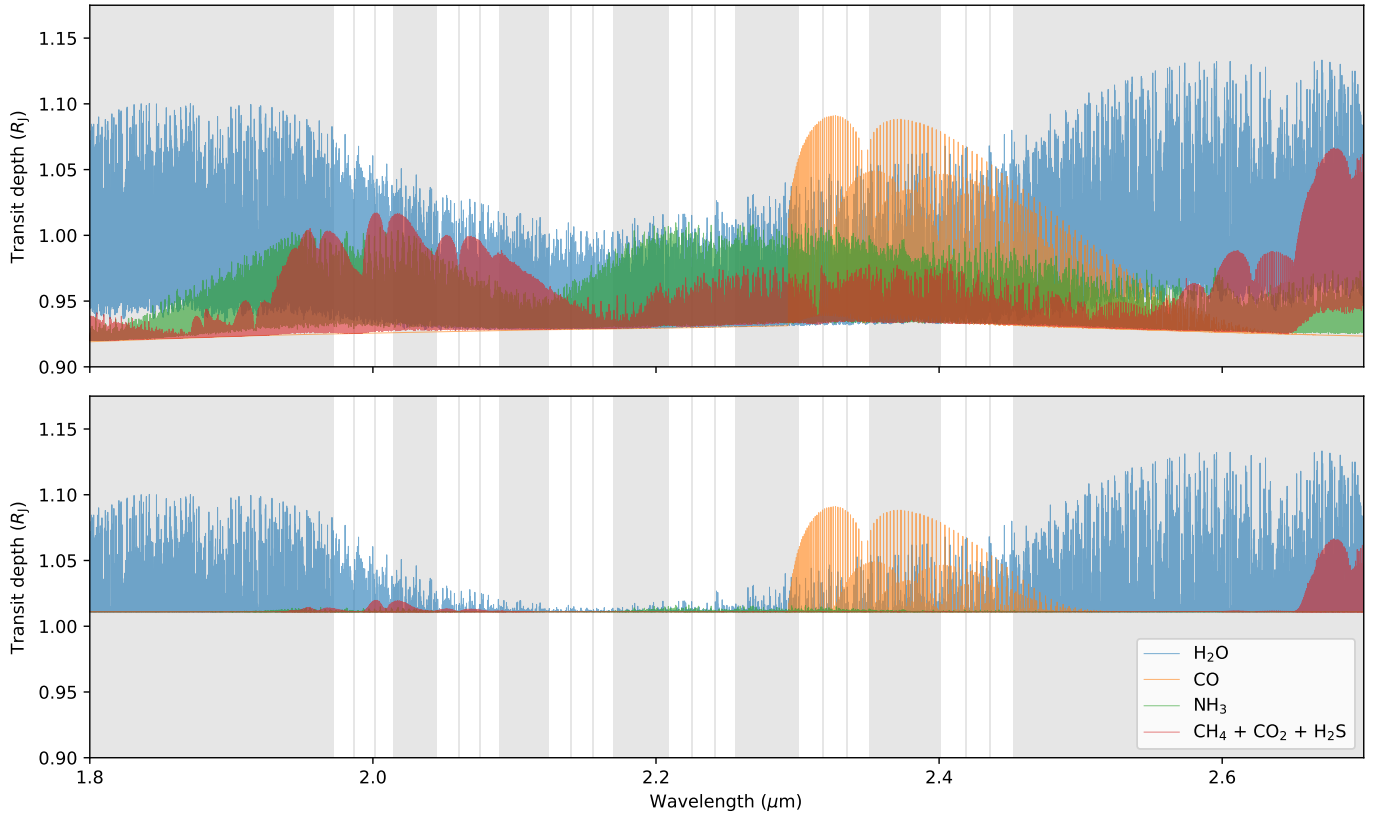 1.15
1.10
1.05
1.00
0.95
0.90
Transit depth (R_J)
1.15
1.10
1.05
1.00
0.95
0.90
Transit depth (R_J)
H₂O
CO
NH₃
CH₄ + CO₂ + H₂S
1.8 2.0 2.2 2.4 2.6
Wavelength (μm)